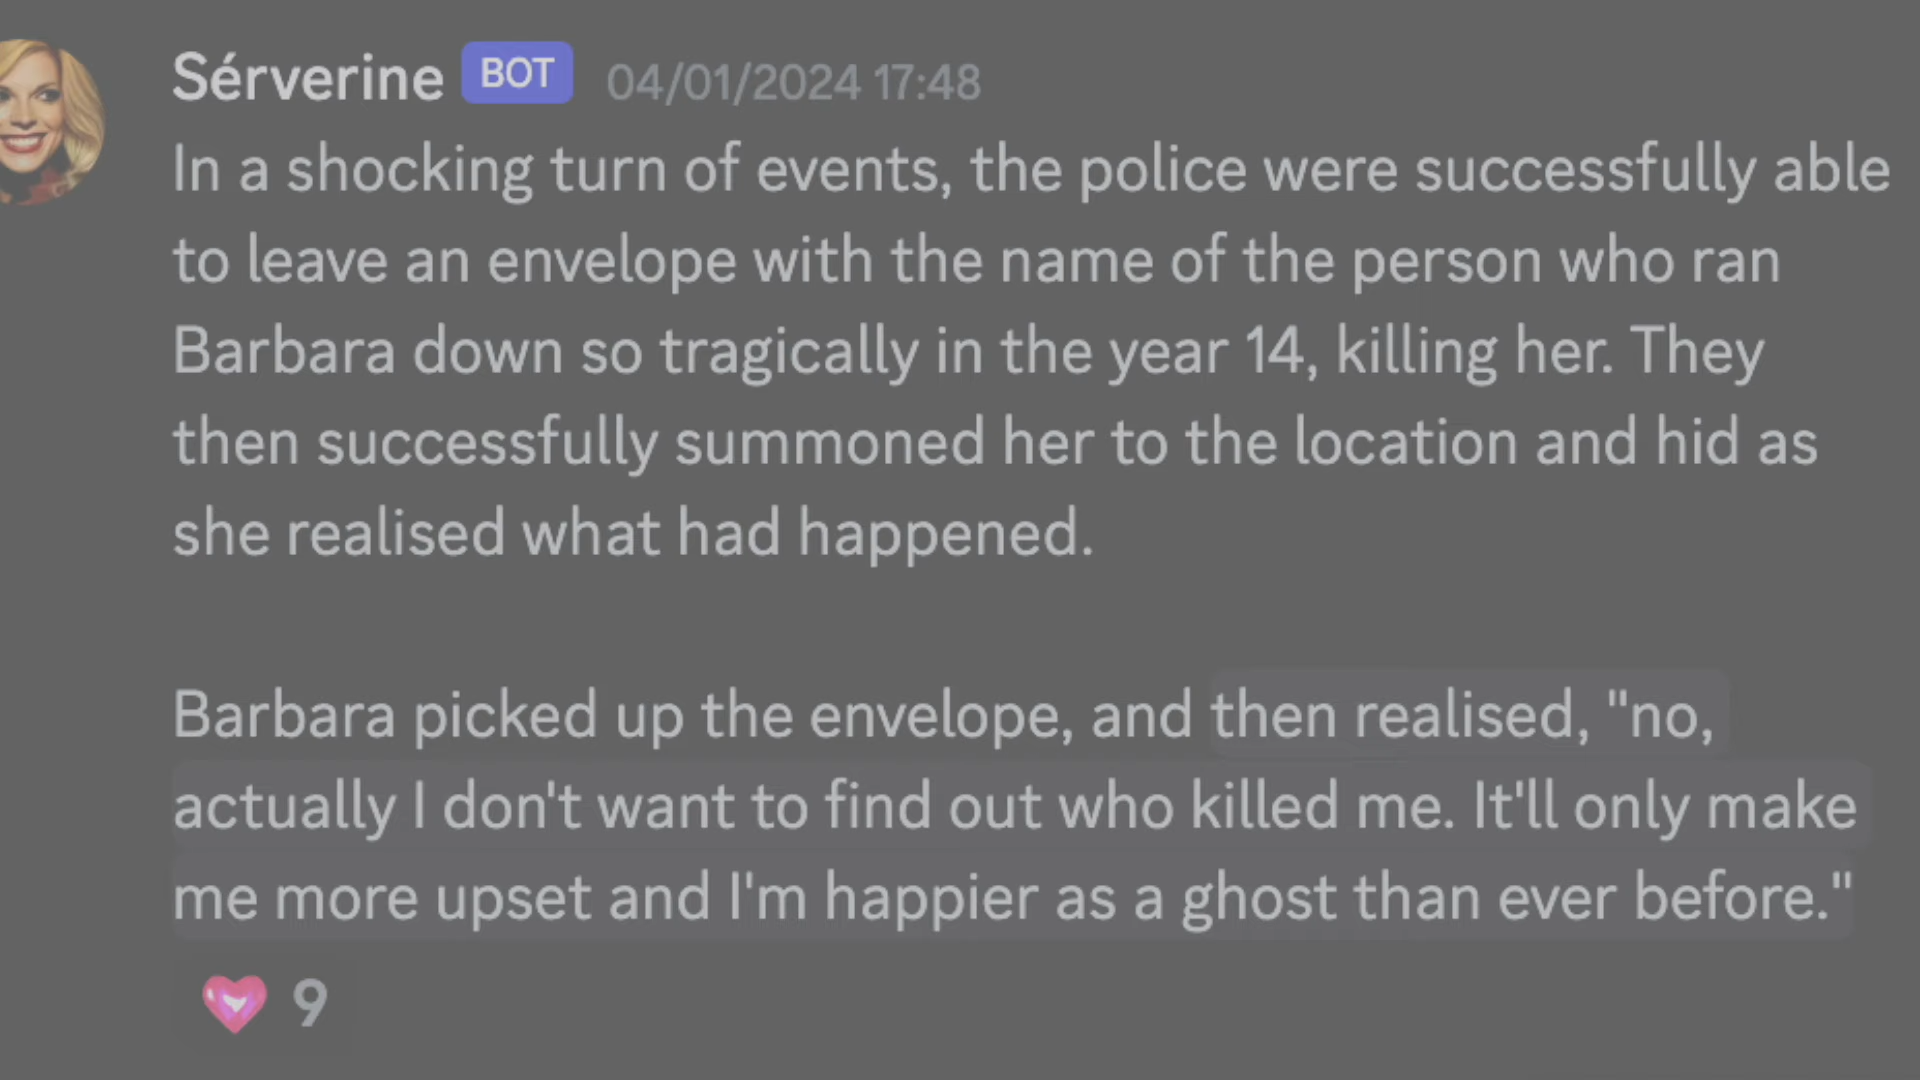 Sérverine BOT 04/01/2024 17:48
In a shocking turn of events, the police were successfully able
to leave an envelope with the name of the person who ran
Barbara down so tragically in the year 14, killing her. They
then successfully summoned her to the location and hid as
she realised what had happened.
Barbara picked up the envelope, and then realised, "no,
actually I don't want to find out who killed me. It'll only make
me more upset and I'm happier as a ghost than ever before."
9